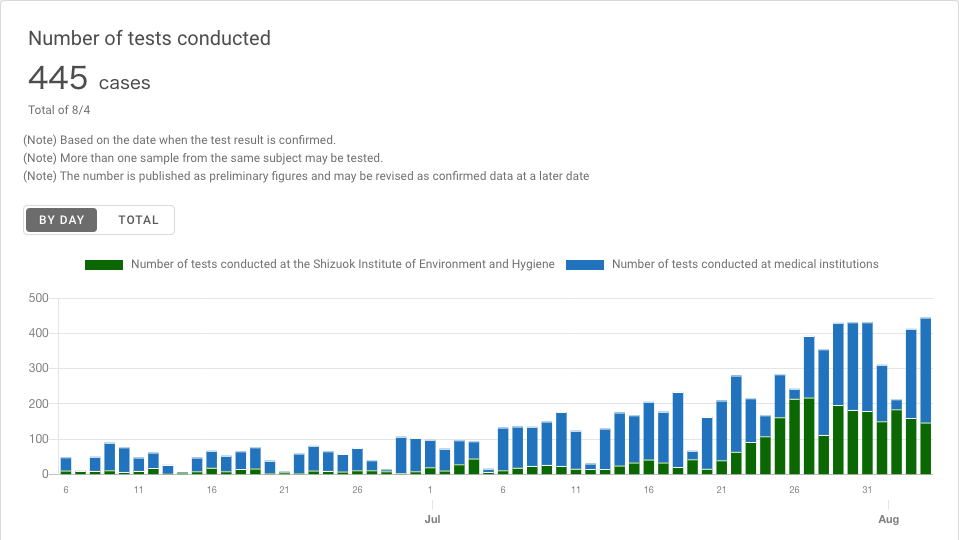 Number of tests conducted
445 cases
Total of 8/4
(Note) Based on the date when the test result is confirmed.
(Note) More than one sample from the same subject may be tested.
(Note) The number is published as preliminary figures and may be revised as confirmed data at a later date
BY DAY TOTAL
Number of tests conducted at the Shizuok Institute of Environment and Hygiene Number of tests conducted at medical institutions
500
400
300
200
100
0
6 11 16 21 26 1 6 11 16 21 26 31
Jul Aug